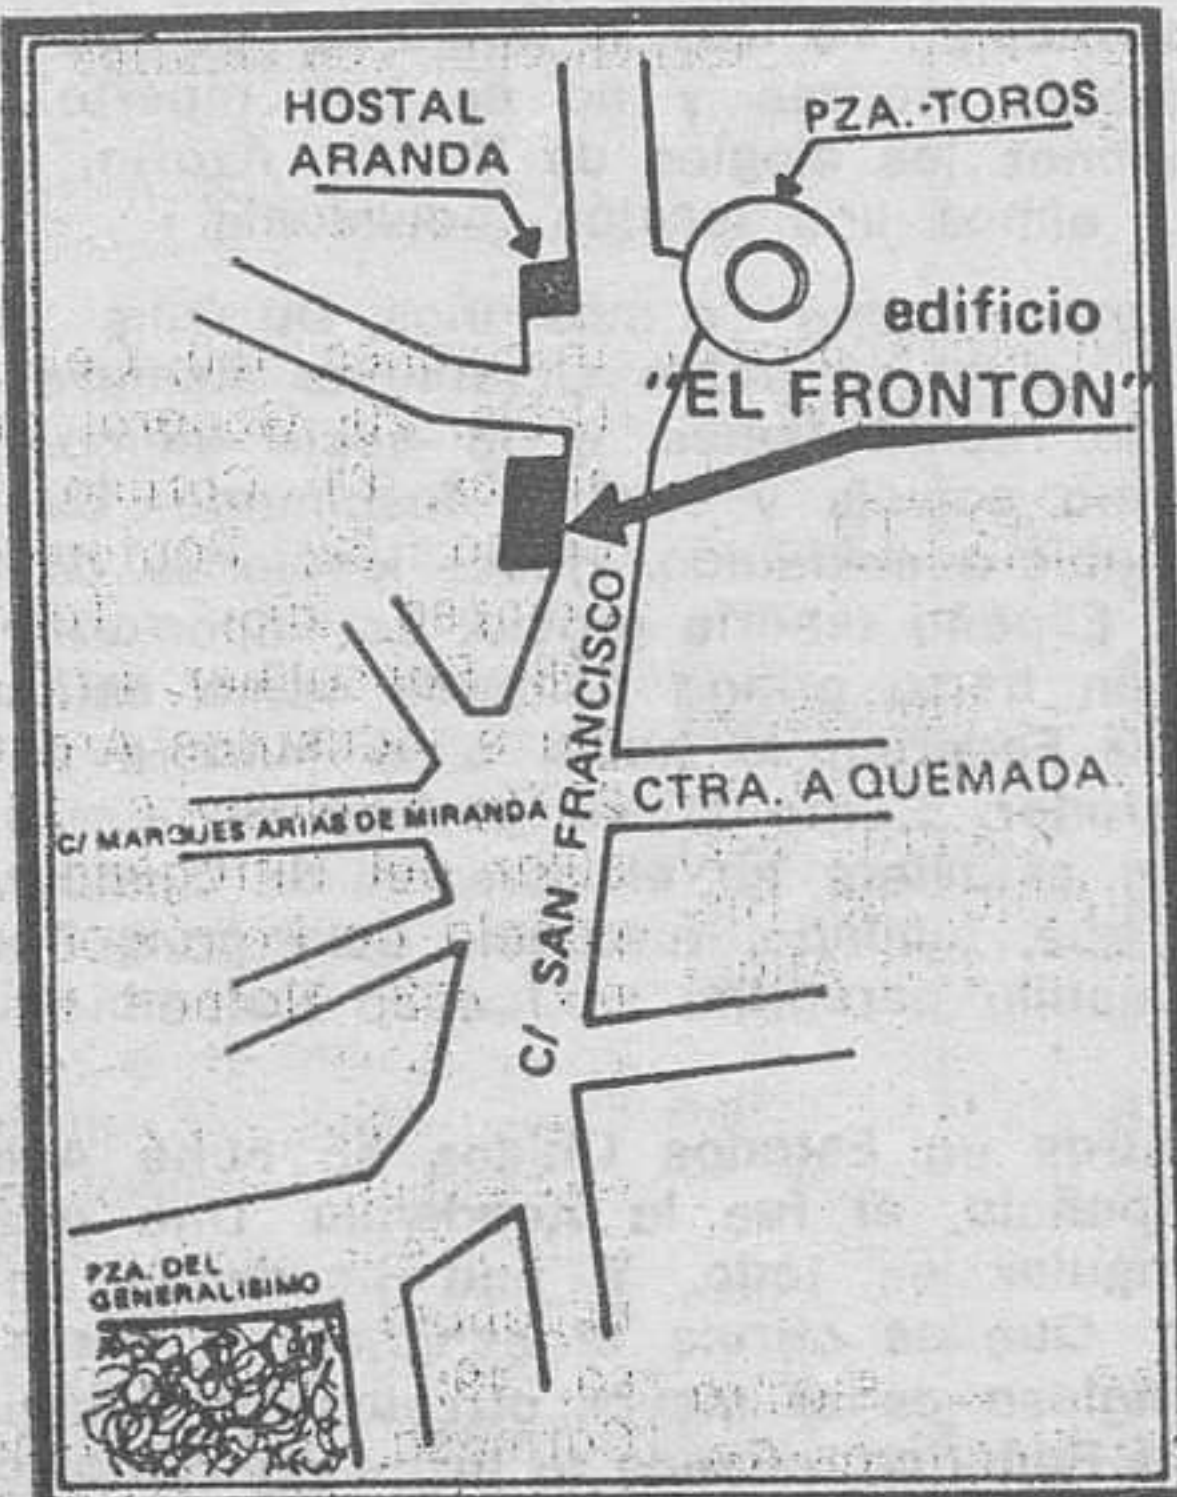 HOSTAL
ARANDA
PZA.-TOROS
edificio
"EL FRONTON"
C/ SAN FRANCISCO
CTRA. A QUEMADA
C/ MARQUES ARIAS DE MIRANDA
PZA. DEL
GENERALISIMO